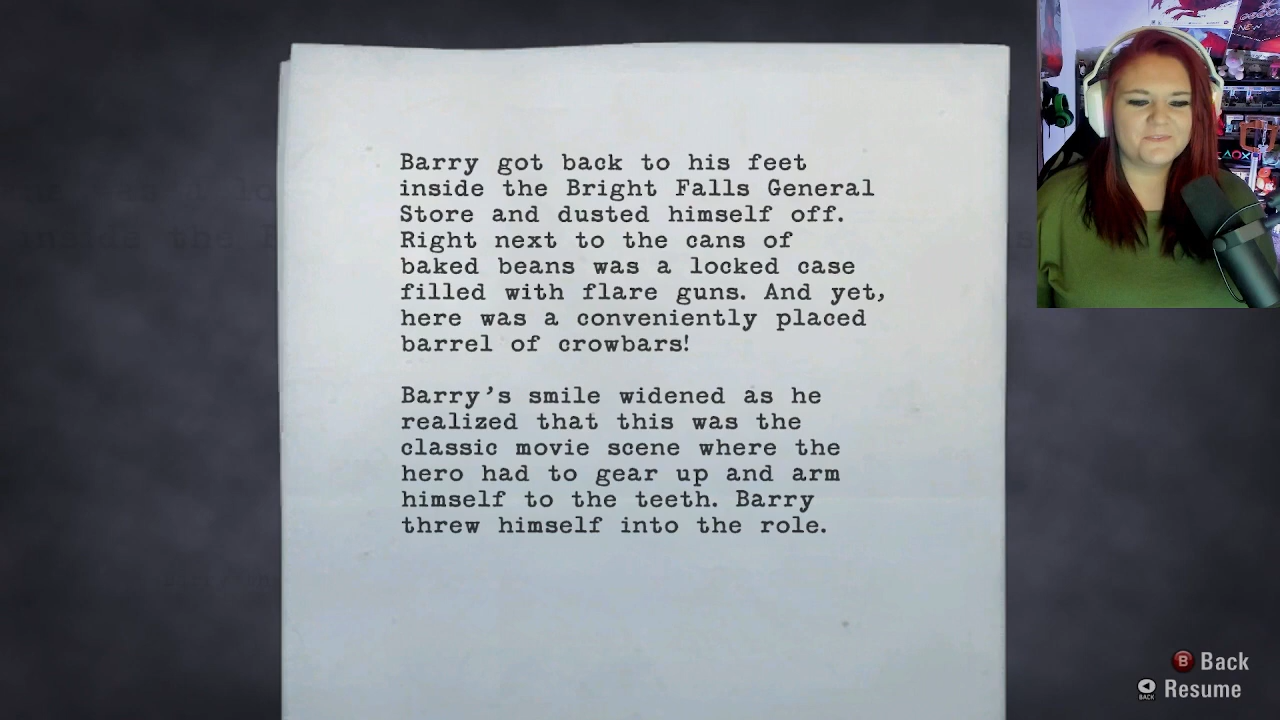 Barry got back to his feet
inside the Bright Falls General
Store and dusted himself off.
Right next to the cans of
baked beans was a locked case
filled with flare guns. And yet,
here was a conveniently placed
barrel of crowbars!
Barry's smile widened as he
realized that this was the
classic movie scene where the
hero had to gear up and arm
himself to the teeth. Barry
threw himself into the role.
B Back
BACK Resume